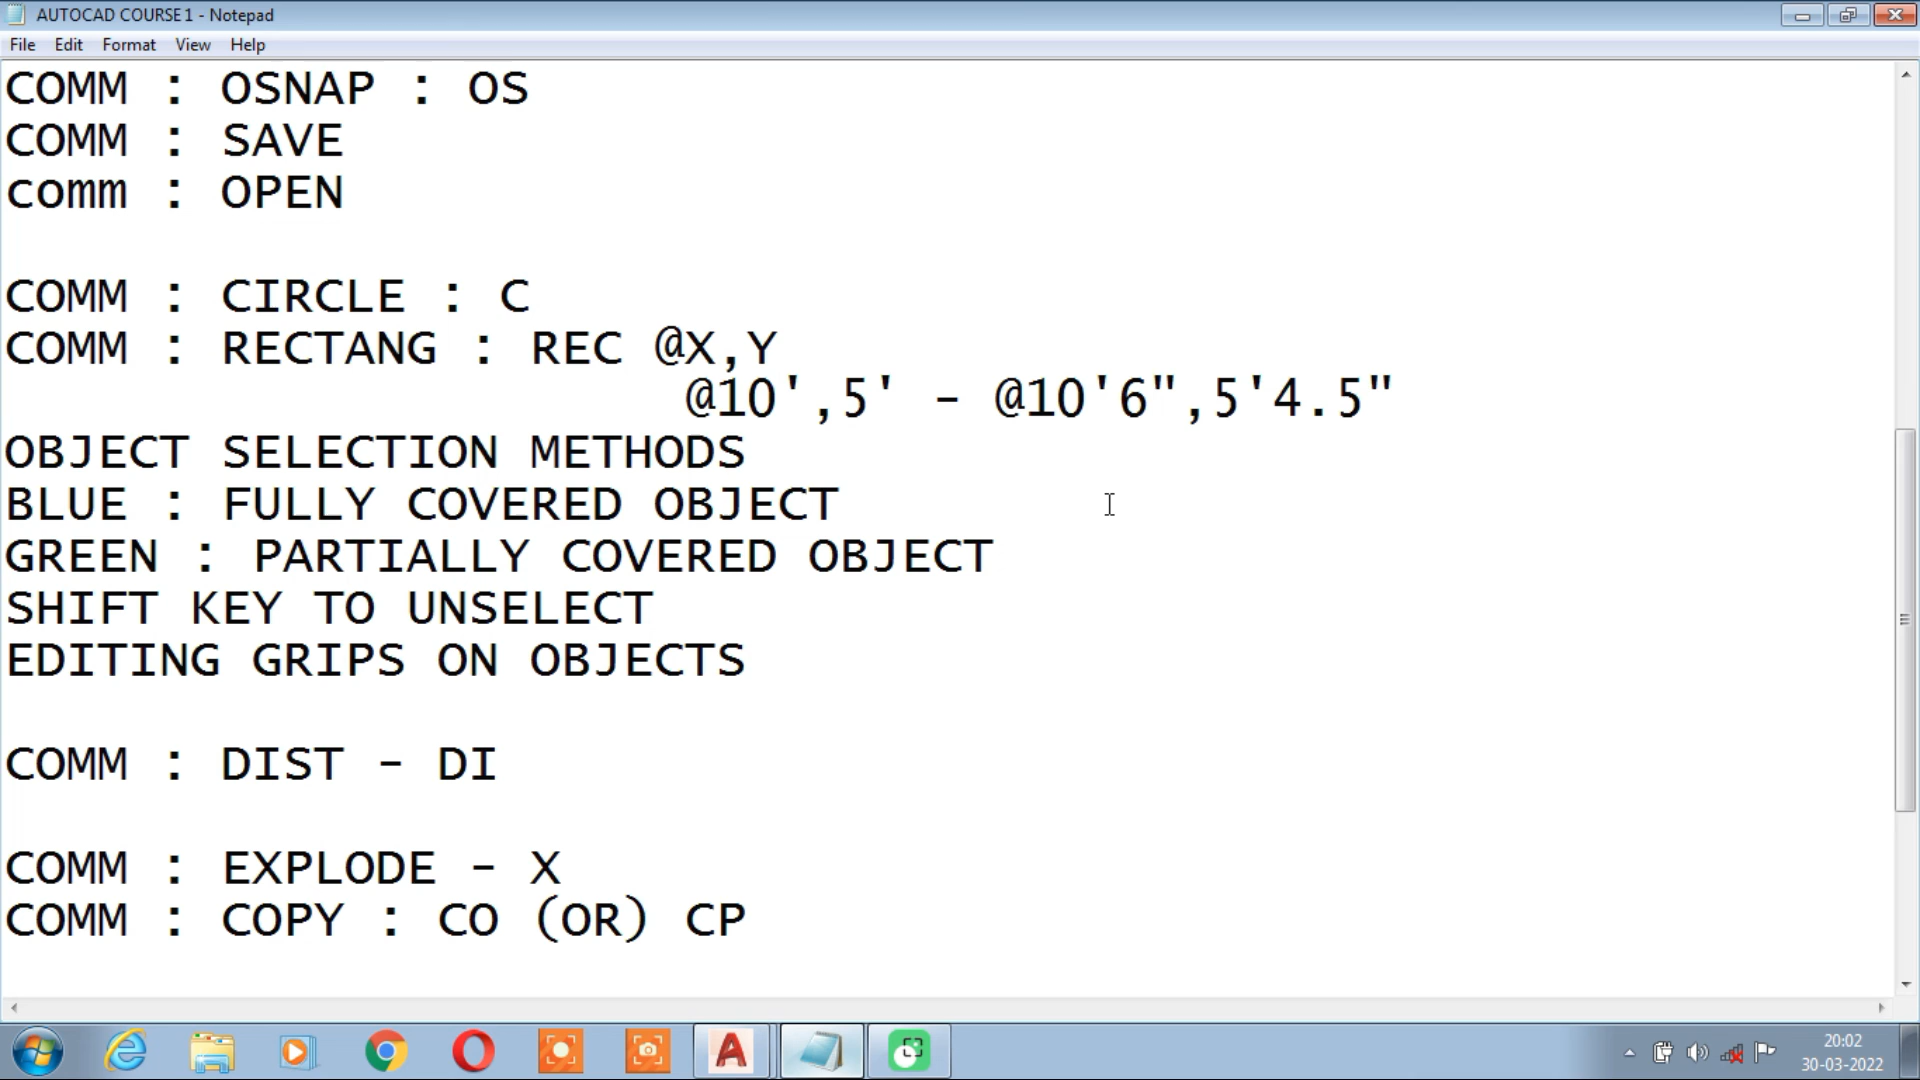 AUTOCAD COURSE 1 - Notepad
File Edit Format View Help
COMM : OSNAP : OS
COMM : SAVE
comm : OPEN
COMM : CIRCLE : C
COMM : RECTANG : REC @X,Y
@10',5' - @10'6",5'4.5"
OBJECT SELECTION METHODS
BLUE : FULLY COVERED OBJECT
GREEN : PARTIALLY COVERED OBJECT
SHIFT KEY TO UNSELECT
EDITING GRIPS ON OBJECTS
COMM : DIST - DI
COMM : EXPLODE - X
COMM : COPY : CO (OR) CP
20:02
30-03-2022